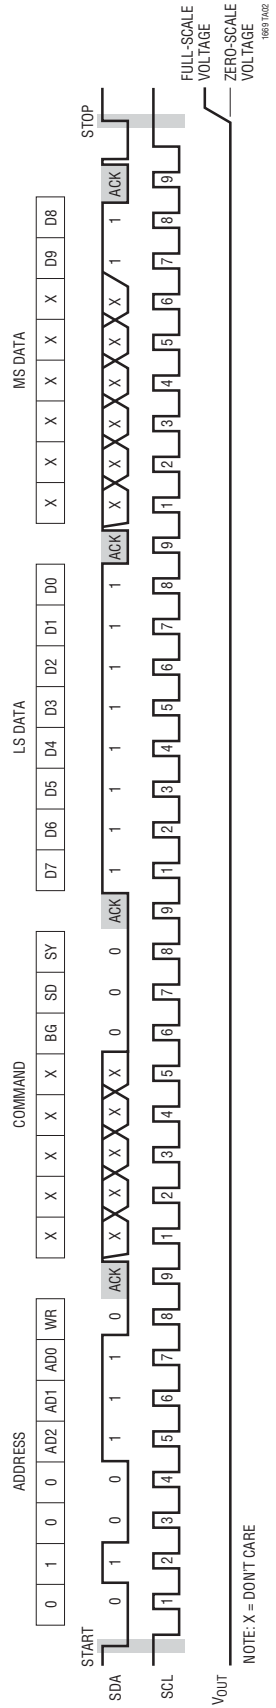 ADDRESS COMMAND LS DATA MS DATA
0 1 0 0 AD2 AD1 AD0 WR X X X X X BG SD SY D7 D6 D5 D4 D3 D2 D1 D0 X X X X X X D9 D8
START STOP
SDA 0 1 0 0 1 1 1 0 ACK X X X X X 0 0 0 ACK 1 1 1 1 1 1 1 1 ACK X X X X X X 1 1 ACK
SCL 1 2 3 4 5 6 7 8 9 1 2 3 4 5 6 7 8 9 1 2 3 4 5 6 7 8 9 1 2 3 4 5 6 7 8 9
FULL-SCALE
VOLTAGE
VOUT
ZERO-SCALE
VOLTAGE
NOTE: X = DON'T CARE
1669 TA02